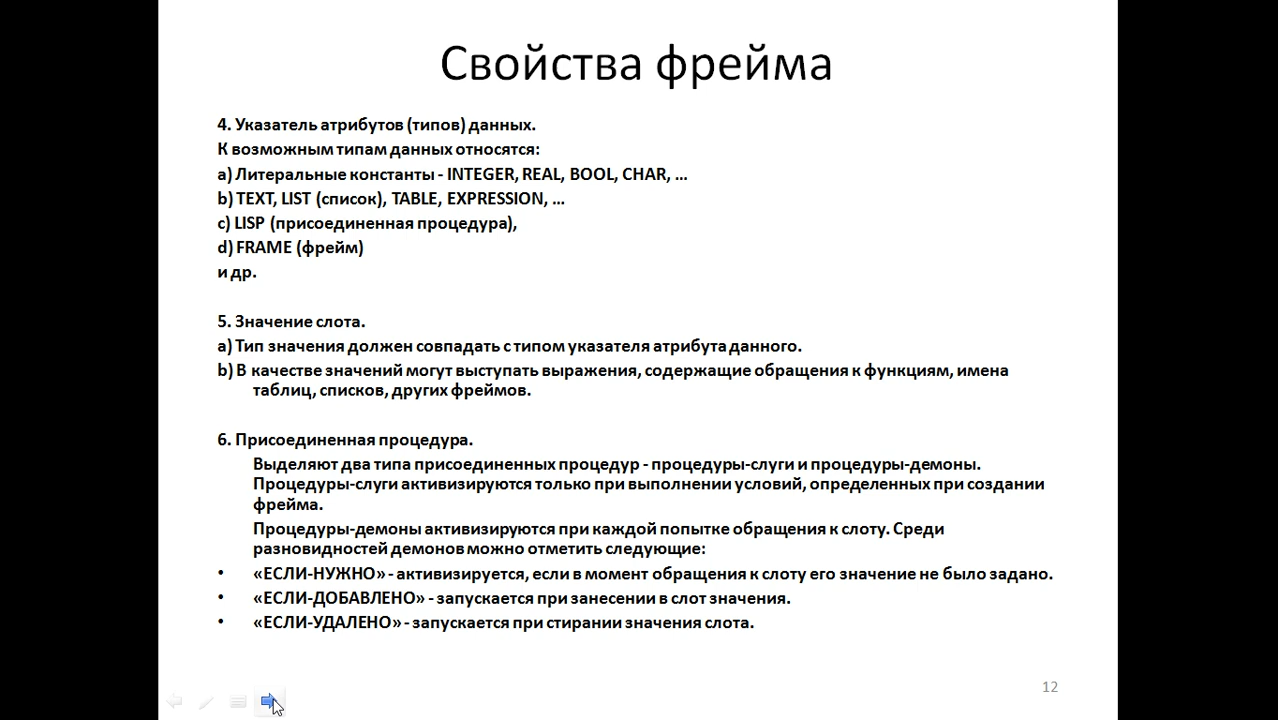 Свойства фрейма
4. Указатель атрибутов (типов) данных.
К возможным типам данных относятся:
a) Литеральные константы - INTEGER, REAL, BOOL, CHAR, ...
b) TEXT, LIST (список), TABLE, EXPRESSION, ...
c) LISP (присоединенная процедура),
d) FRAME (фрейм)
и др.
5. Значение слота.
a) Тип значения должен совпадать с типом указателя атрибута данного.
b) В качестве значений могут выступать выражения, содержащие обращения к функциям, имена
таблиц, списков, других фреймов.
6. Присоединенная процедура.
Выделяют два типа присоединенных процедур - процедуры-слуги и процедуры-демоны.
Процедуры-слуги активизируются только при выполнении условий, определенных при создании
фрейма.
Процедуры-демоны активизируются при каждой попытке обращения к слоту. Среди
разновидностей демонов можно отметить следующие:
• «ЕСЛИ-НУЖНО» - активизируется, если в момент обращения к слоту его значение не было задано.
• «ЕСЛИ-ДОБАВЛЕНО» - запускается при занесении в слот значения.
• «ЕСЛИ-УДАЛЕНО» - запускается при стирании значения слота.
12